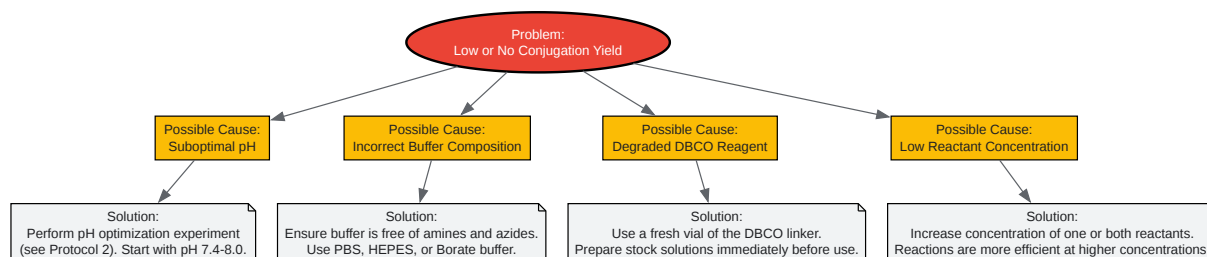 Problem:
Low or No Conjugation Yield
Possible Cause:
Suboptimal pH
Possible Cause:
Incorrect Buffer Composition
Possible Cause:
Degraded DBCO Reagent
Possible Cause:
Low Reactant Concentration
Solution:
Perform pH optimization experiment
(see Protocol 2). Start with pH 7.4-8.0.
Solution:
Ensure buffer is free of amines and azides.
Use PBS, HEPES, or Borate buffer.
Solution:
Use a fresh vial of the DBCO linker.
Prepare stock solutions immediately before use.
Solution:
Increase concentration of one or both reactants.
Reactions are more efficient at higher concentrations